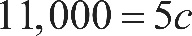 11,000 = 5c